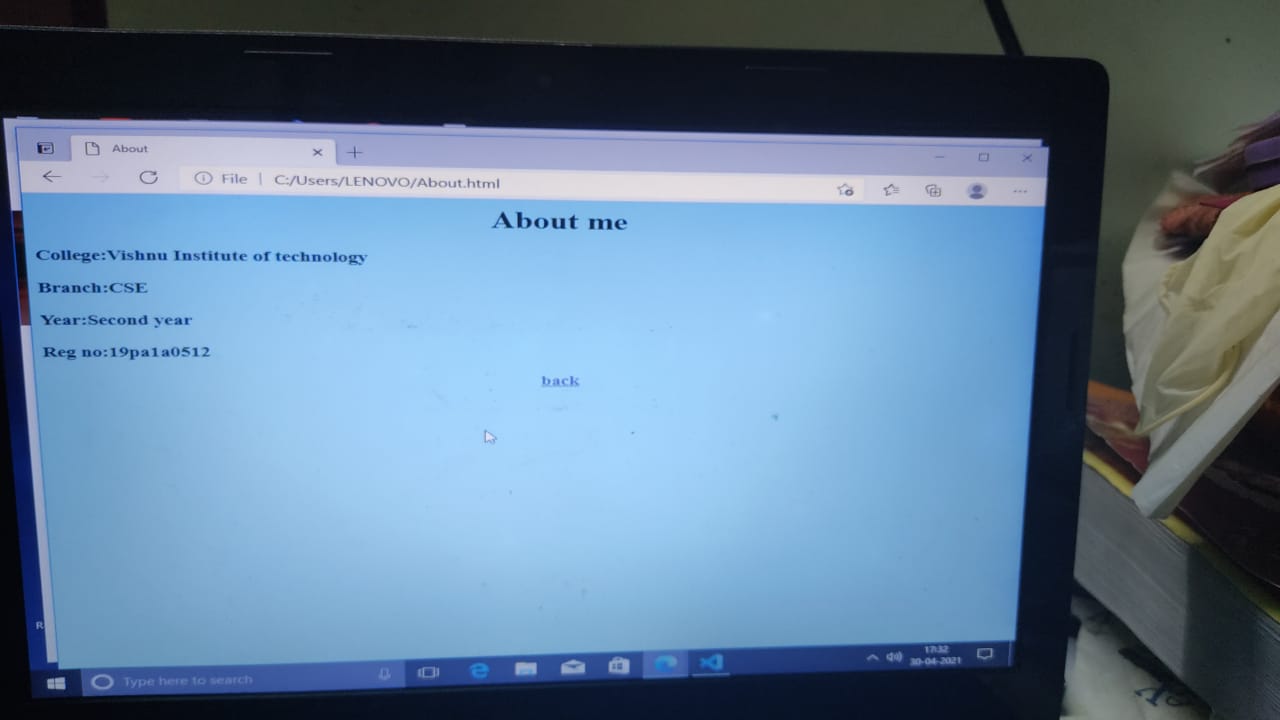 About
File
C:/Users/LENOVO/About.html
About me
College:Vishnu Institute of technology
Branch:CSE
Year:Second year
Reg no:19pa1a0512
back
R
Type here to search
17:32
30-04-2021